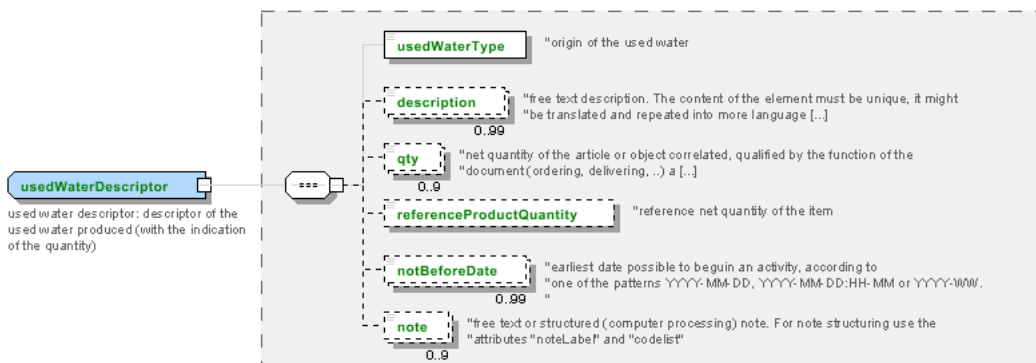 usedWaterType
"origin of the used water
description
"free text description. The content of the element must be unique, it might
"be translated and repeated into more language [...]
0..99
qty
"net quantity of the article or object correlated, qualified by the function of the
"document (ordering, delivering, ..) a [...]
0..9
usedWaterDescriptor
used water descriptor: descriptor of the
used water produced (with the indication
of the quantity)
referenceProductQuantity
"reference net quantity of the item
notBeforeDate
"earliest date possible to beguin an activity, according to
"one of the patterns YYYY-MM-DD, YYYY-MM-DD:HH-MM or YYYY-WW.
"
0..99
note
"free text or structured (computer processing) note. For note structuring use the
"attributes "noteLabel" and "codelist"
0..9